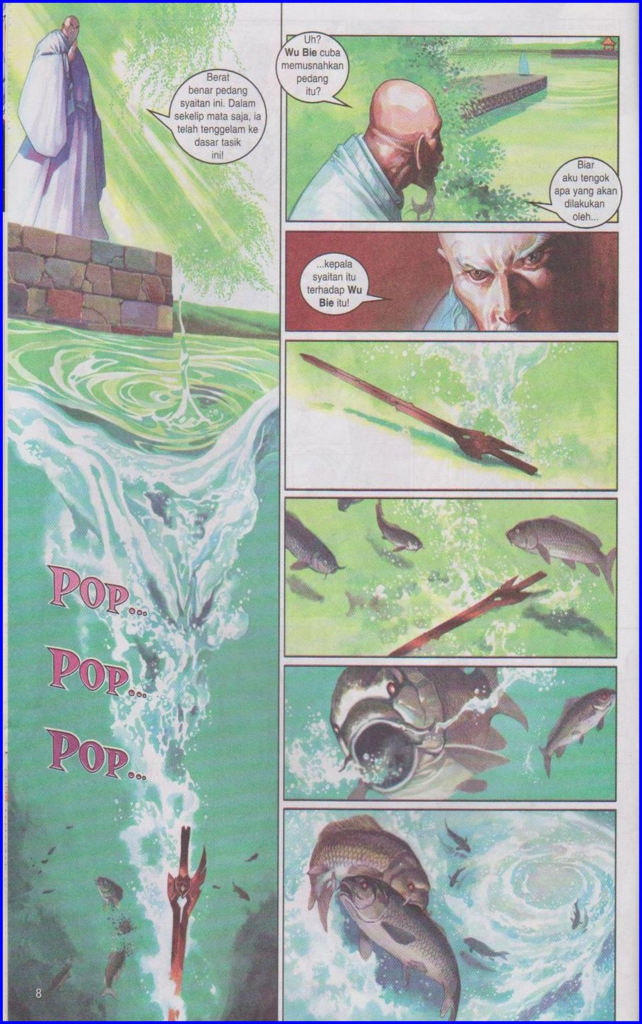 Berat
benar pedang
syaitan ini. Dalam
sekelip mata saja, ia
telah tenggelam ke
dasar tasik
ini!
POP...
POP...
POP...
8
Uh?
Wu Bie cuba
memusnahkan
pedang
itu?
Biar
aku tengok
apa yang akan
dilakukan
oleh...
...kepala
syaitan itu
terhadap Wu
Bie itu!